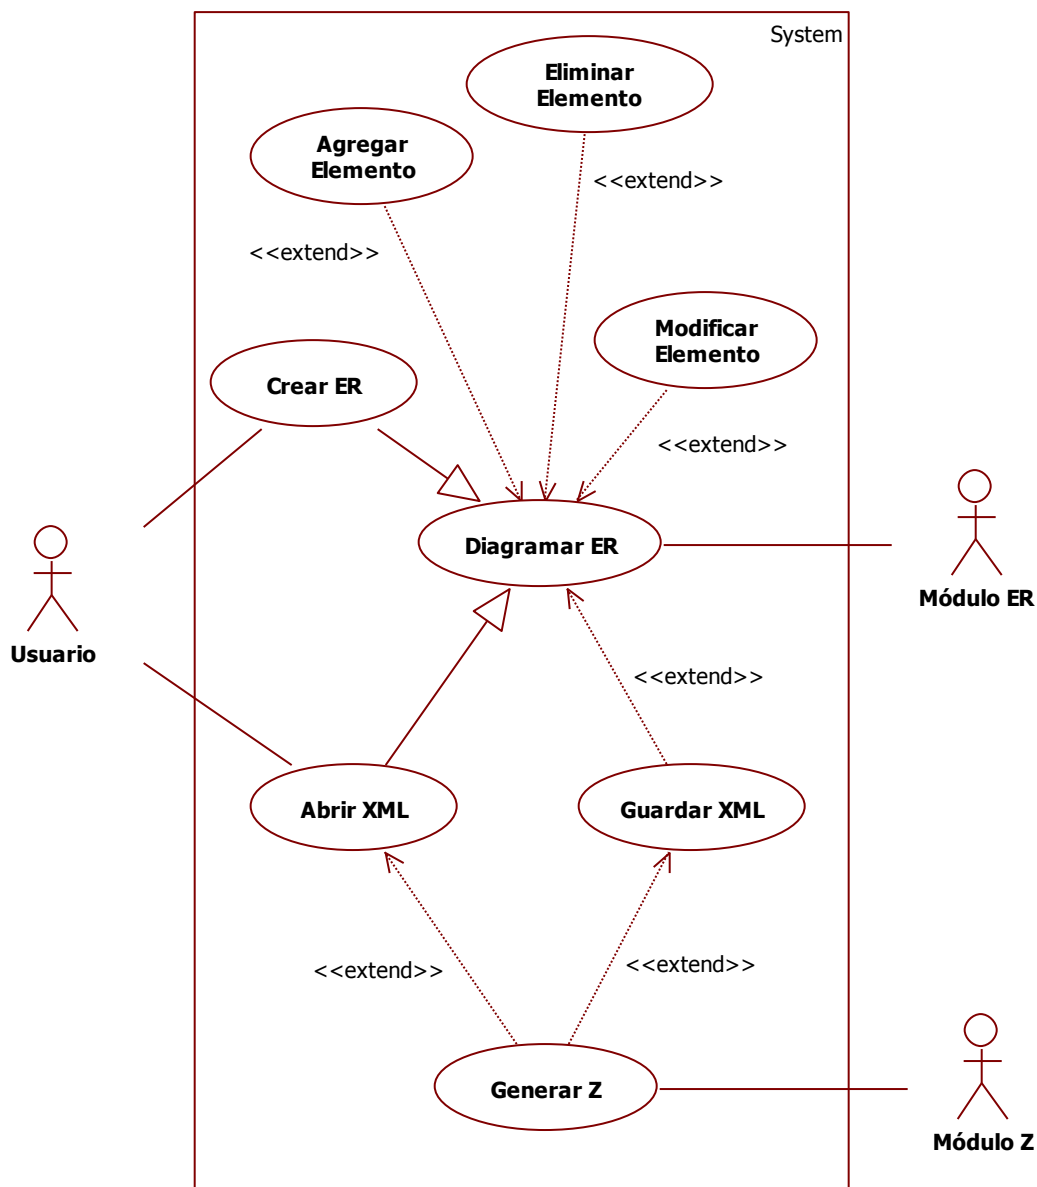 System
Eliminar
Elemento
Agregar
Elemento
<<extend>>
<<extend>>
Modificar
Elemento
Crear ER
<<extend>>
Diagramar ER
Módulo ER
Usuario
<<extend>>
Abrir XML
Guardar XML
<<extend>>
<<extend>>
Generar Z
Módulo Z